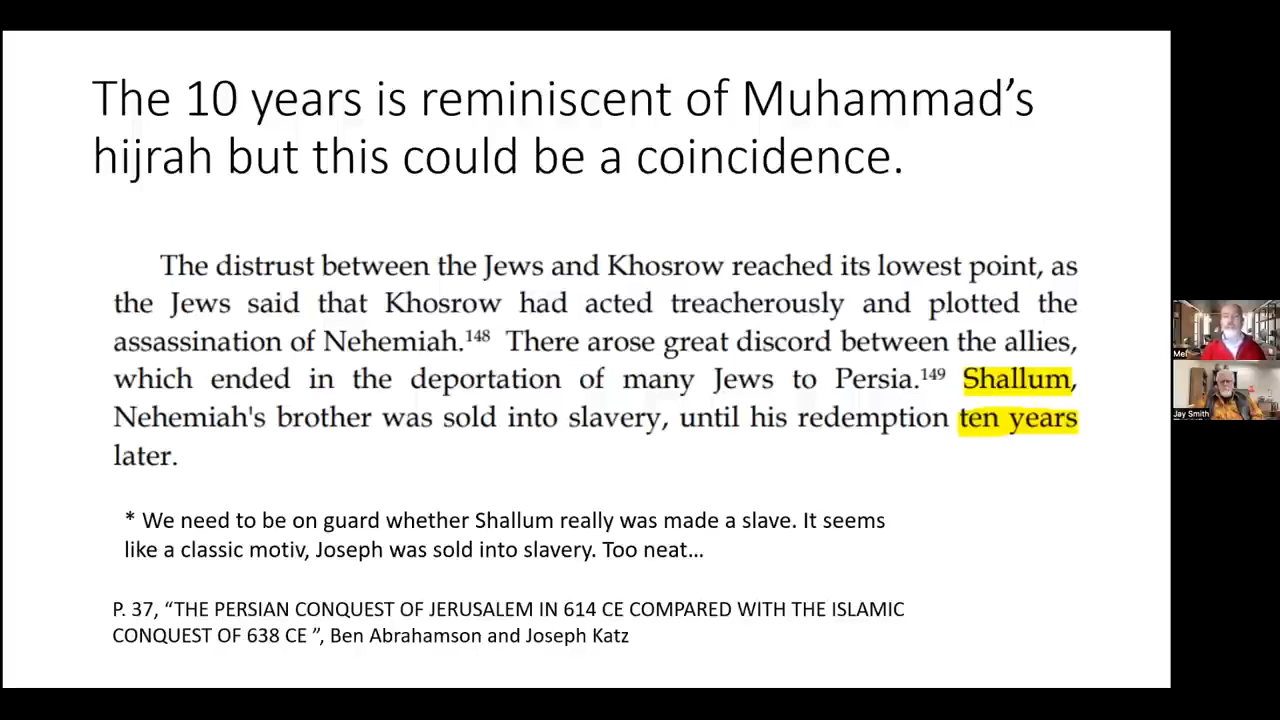 The 10 years is reminiscent of Muhammad’s
hijrah but this could be a coincidence.
The distrust between the Jews and Khosrow reached its lowest point, as
the Jews said that Khosrow had acted treacherously and plotted the
assassination of Nehemiah.148 There arose great discord between the allies,
which ended in the deportation of many Jews to Persia.149 Shallum,
Nehemiah's brother was sold into slavery, until his redemption ten years
later.
* We need to be on guard whether Shallum really was made a slave. It seems
like a classic motiv, Joseph was sold into slavery. Too neat…
P. 37, “THE PERSIAN CONQUEST OF JERUSALEM IN 614 CE COMPARED WITH THE ISLAMIC
CONQUEST OF 638 CE ”, Ben Abrahamson and Joseph Katz
Mel
Jay Smith